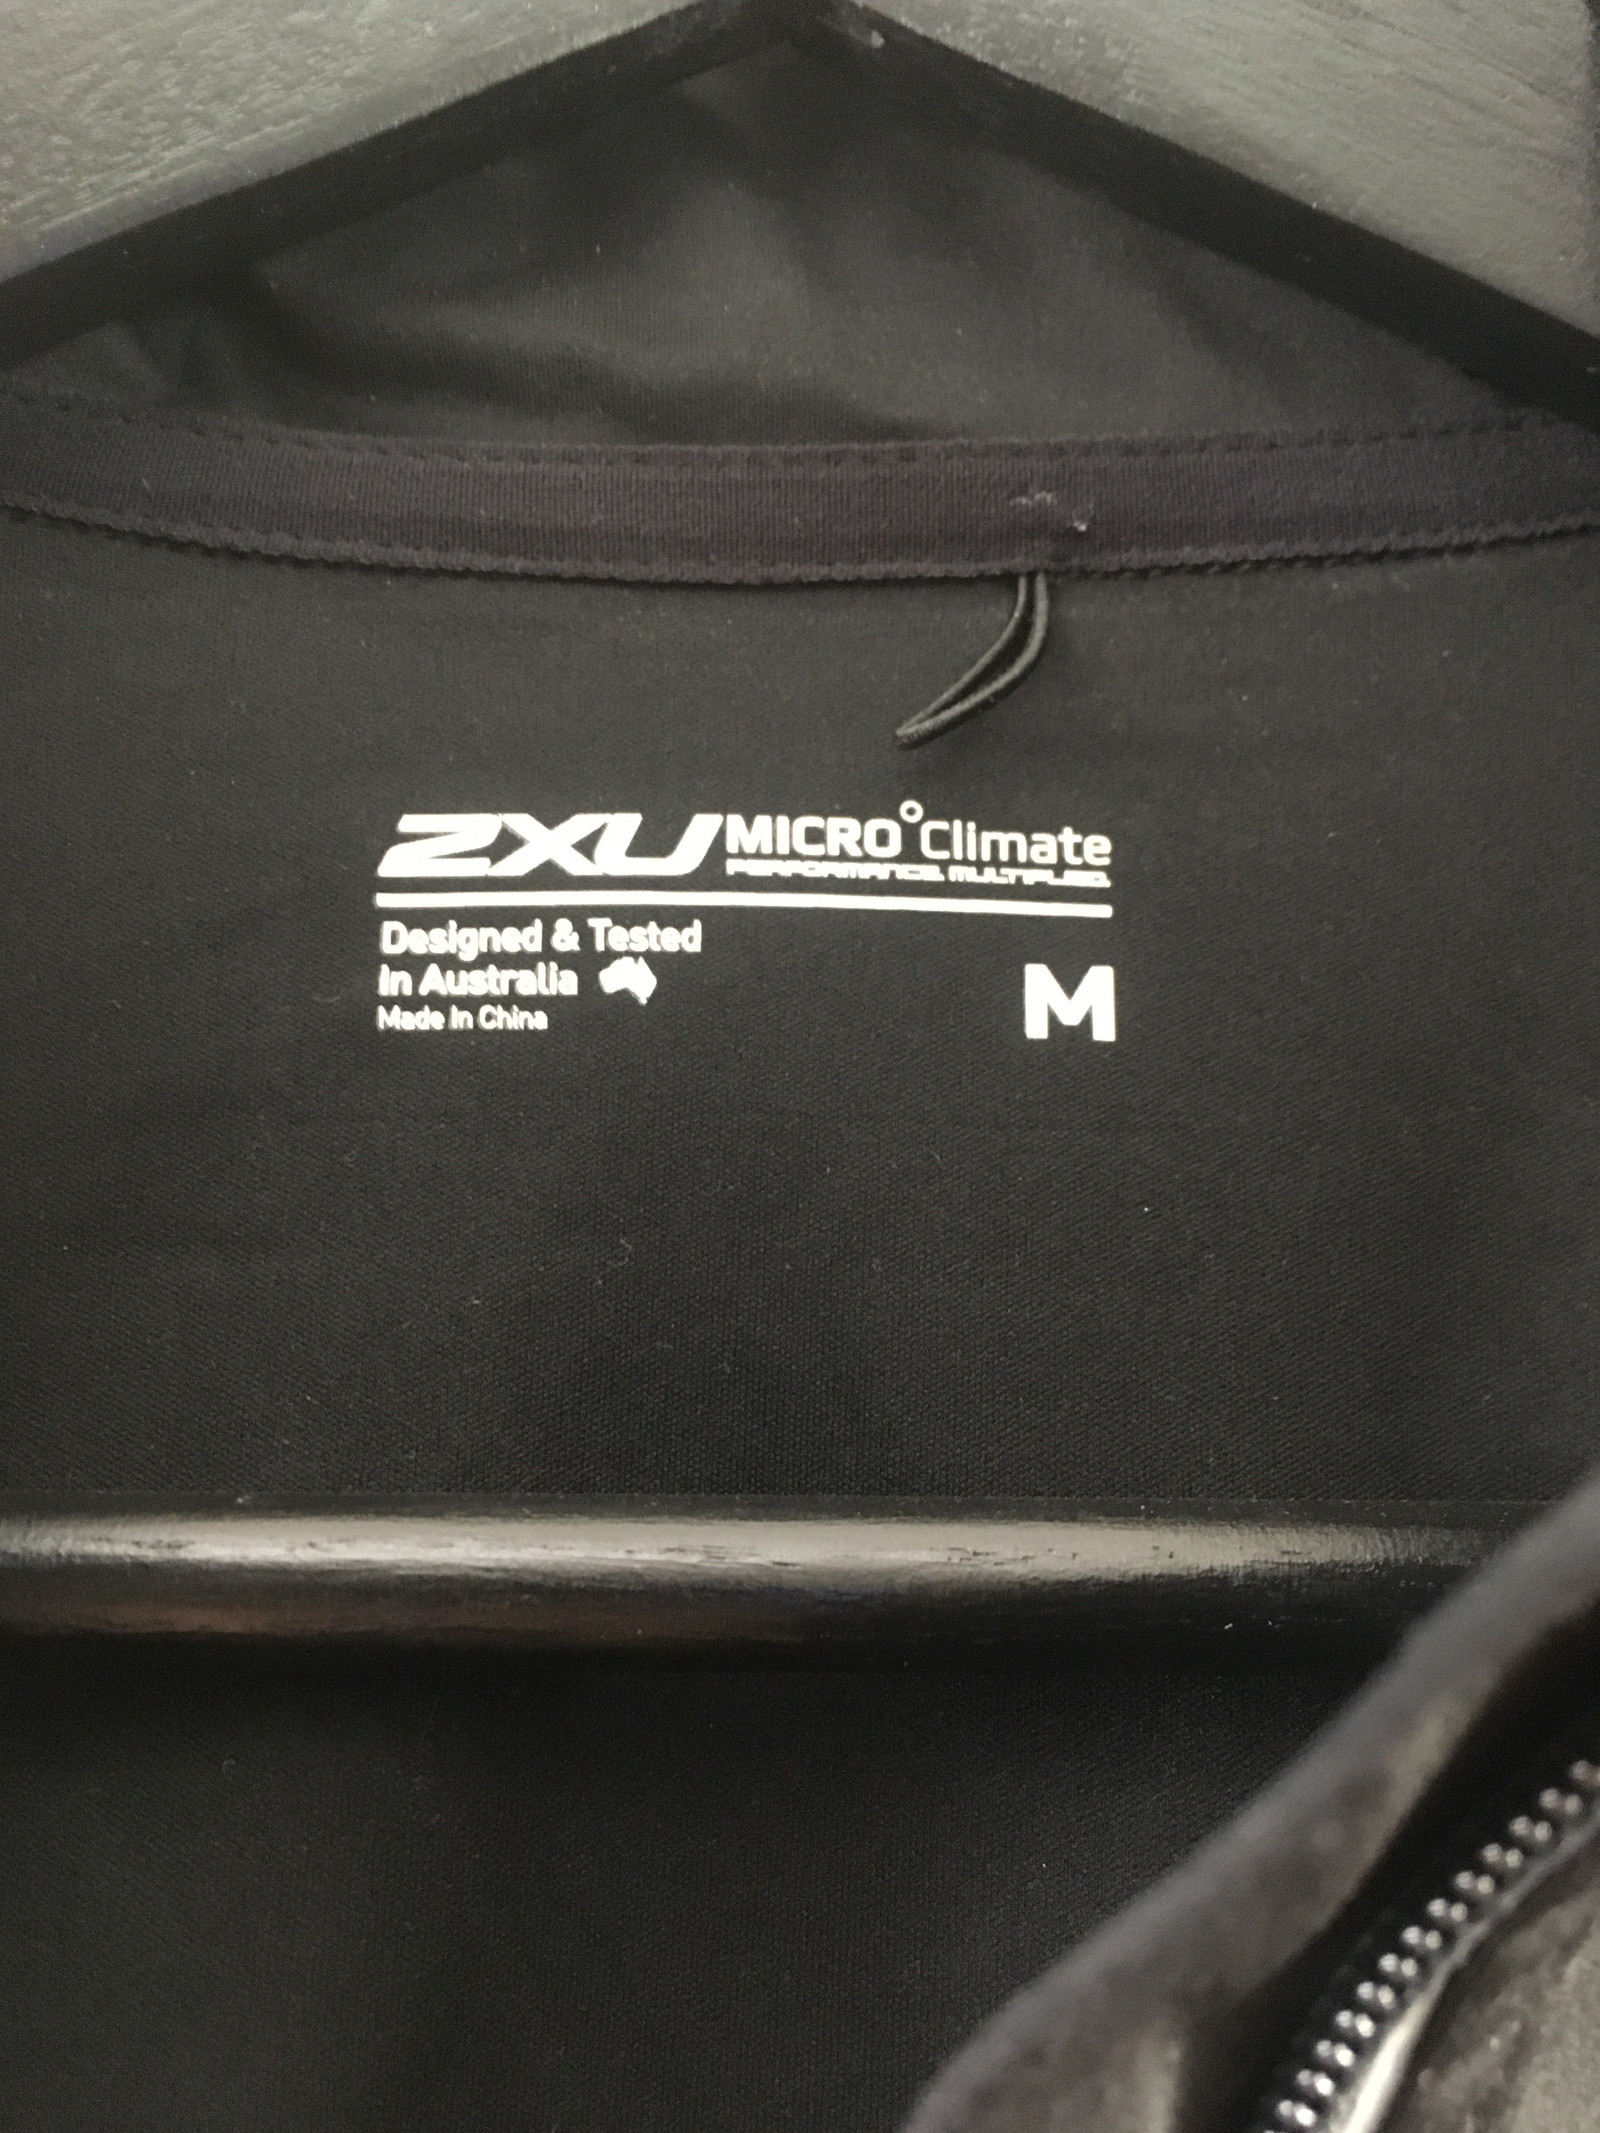 2XU MICRO° Climate
PERFORMANCE MULTIPLIED
Designed & Tested
In Australia
Made In China
M